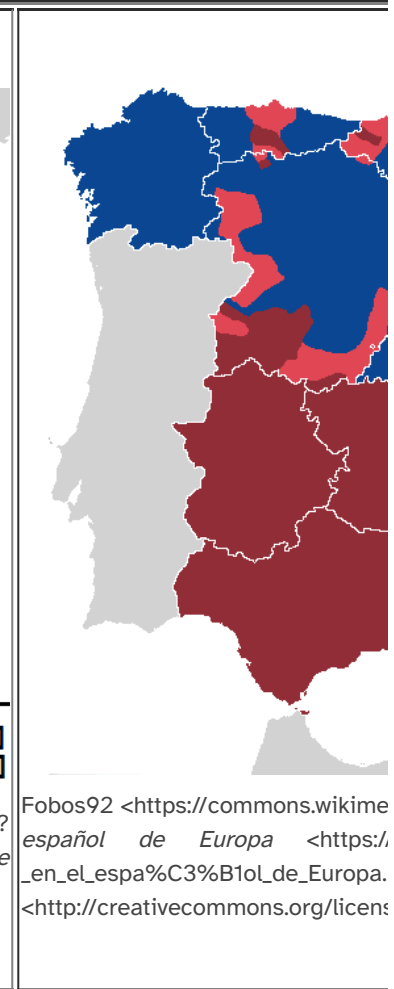 ?
e
Fobos92 <https://commons.wikime
español de Europa <https:/
_en_el_espa%C3%B1ol_de_Europa.
<http://creativecommons.org/licens